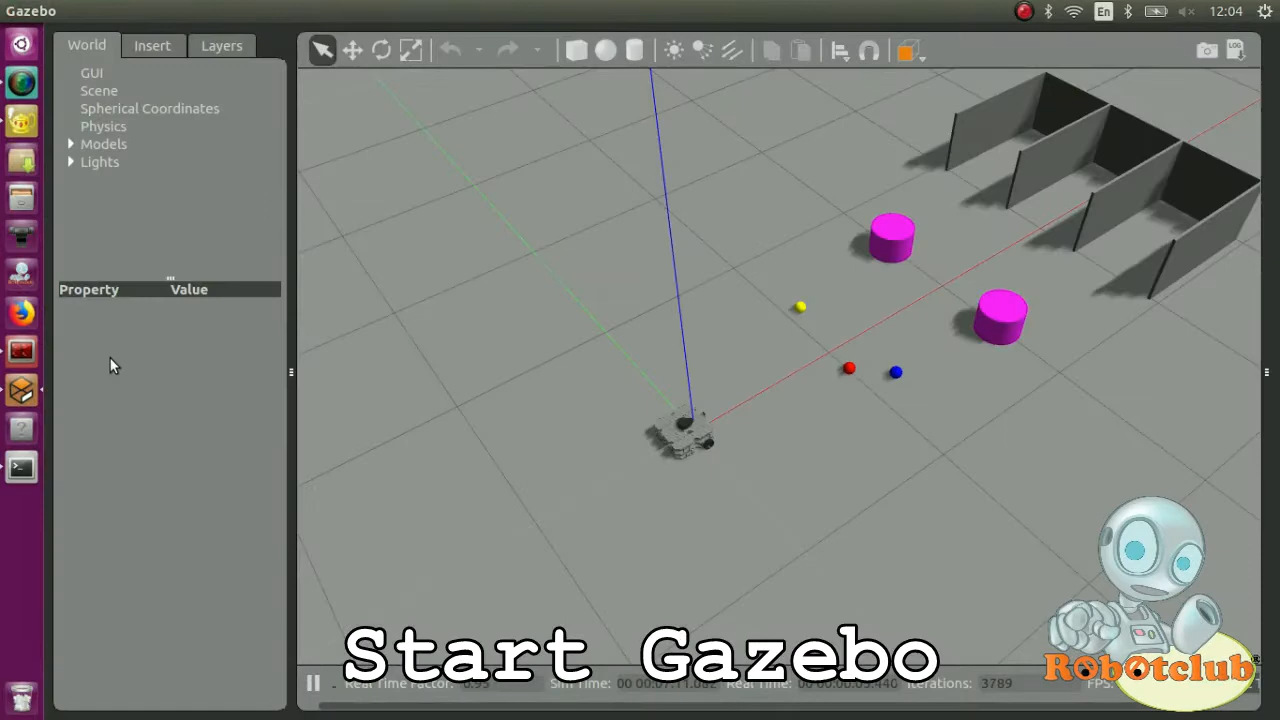 Gazebo
En
12:04
World
Insert
Layers
LOG
GUI
Scene
Spherical Coordinates
Physics
Models
Lights
Property Value
Start Gazebo
Robotclub
Real Time Factor:
Sim Time:
Real Time:
Iterations: 3789
FPS: